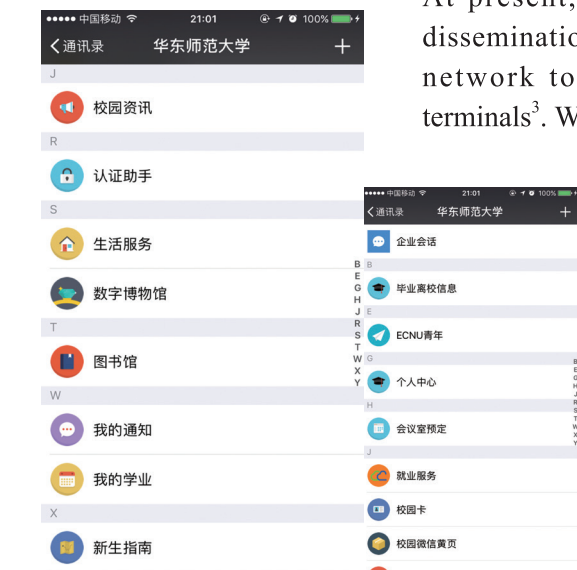 中国移动 21:01 100%
通讯录 华东师范大学 +
J
校园资讯
R
认证助手
S
生活服务
数字博物馆
T
图书馆
W
我的通知
我的学业
X
新生指南
B
E
G
H
J
R
S
T
W
X
Y
disseminatio
network to
terminals³. W
中国移动 21:01 100%
通讯录 华东师范大学 +
企业会话
B
毕业离校信息
E
ECNU青年
G
个人中心
H
会议室预定
J
就业服务
校园卡
校园微信黄页
B
E
G
H
J
R
S
T
W
X
Y